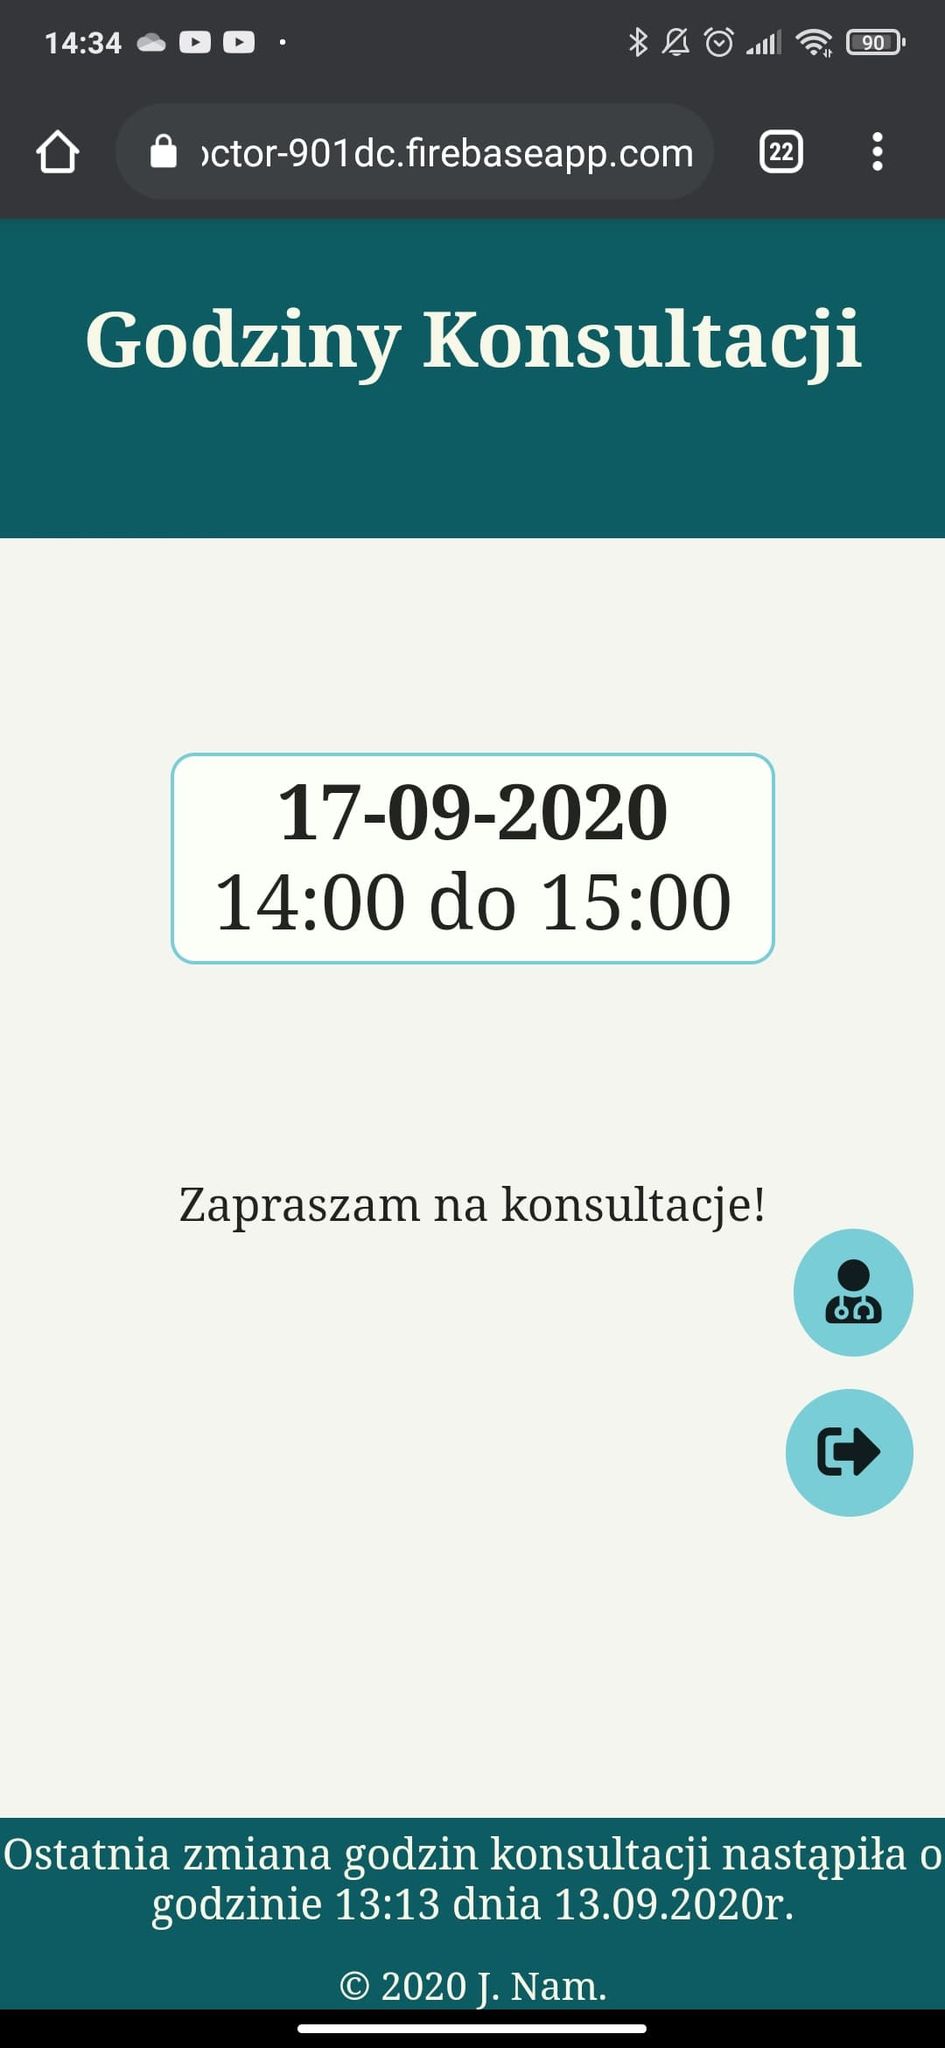 14:34
90
octor-901dc.firebaseapp.com
22
Godziny Konsultacji
17-09-2020
14:00 do 15:00
Zapraszam na konsultacje!
Ostatnia zmiana godzin konsultacji nastąpiła o
godzinie 13:13 dnia 13.09.2020r.
© 2020 J. Nam.